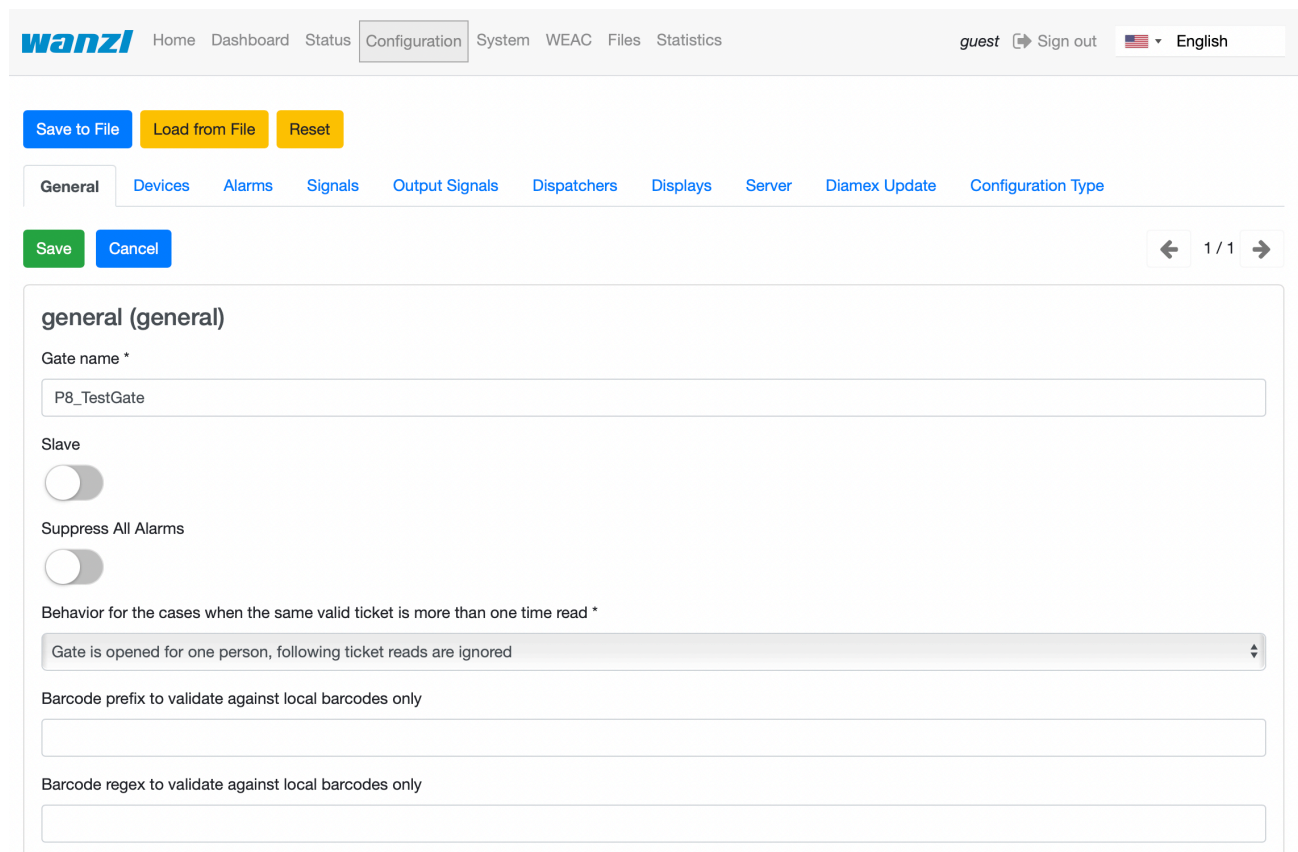 wanzl Home Dashboard Status Configuration System WEAC Files Statistics guest Sign out English
Save to File Load from File Reset
General Devices Alarms Signals Output Signals Dispatchers Displays Server Diamex Update Configuration Type
Save Cancel 1 / 1
general (general)
Gate name *
P8_TestGate
Slave
Suppress All Alarms
Behavior for the cases when the same valid ticket is more than one time read *
Gate is opened for one person, following ticket reads are ignored
Barcode prefix to validate against local barcodes only
Barcode regex to validate against local barcodes only